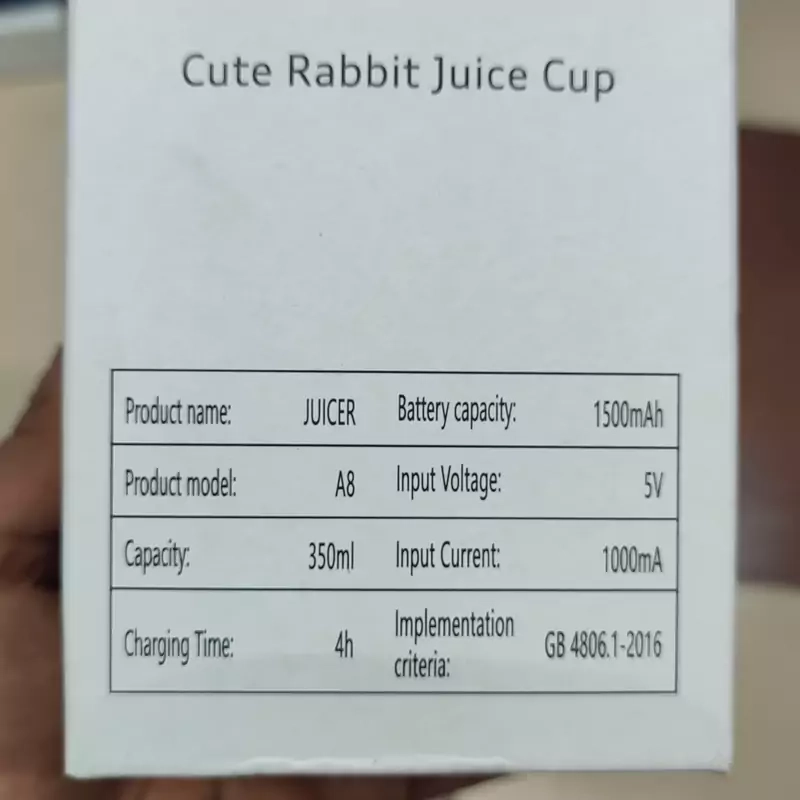 Cute Rabbit Juice Cup
Product name: JUICER Battery capacity: 1500mAh
Product model: A8 Input Voltage: 5V
Capacity: 350ml Input Current: 1000mA
Charging Time: 4h Implementation criteria: GB 4806.1-2016